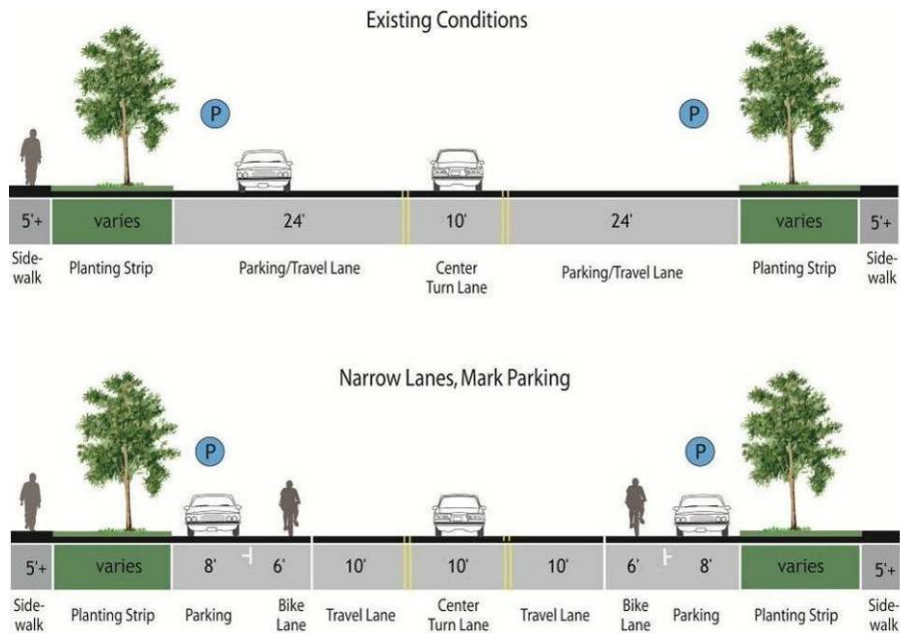 Existing Conditions
P P
5'+ varies 24' 10' 24' varies 5'+
Side-
walk
Planting Strip
Parking/Travel Lane
Center
Turn Lane
Parking/Travel Lane
Planting Strip
Side-
walk
Narrow Lanes, Mark Parking
P P
5'+ varies 8' 6' 10' 10' 10' 6' 8' varies 5'+
Side-
walk
Planting Strip
Parking
Bike
Lane
Travel Lane
Center
Turn Lane
Travel Lane
Bike
Lane
Parking
Planting Strip
Side-
walk